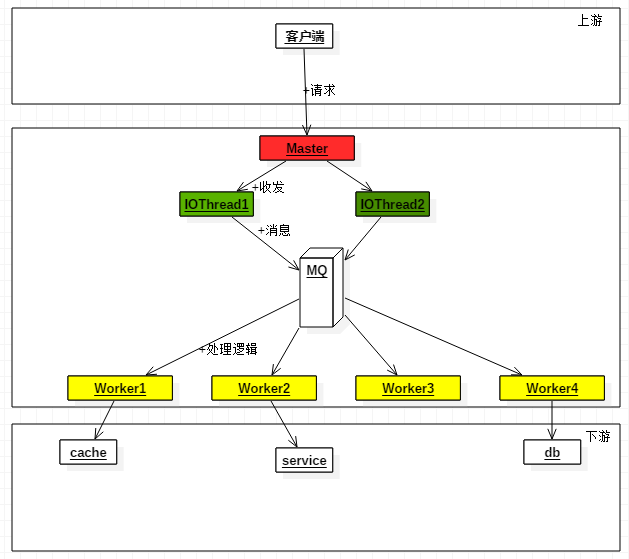 上游
客户端
+请求
Master
+收发
IOThread1
IOThread2
+消息
MQ
+处理逻辑
Worker1
Worker2
Worker3
Worker4
下游
cache
service
db